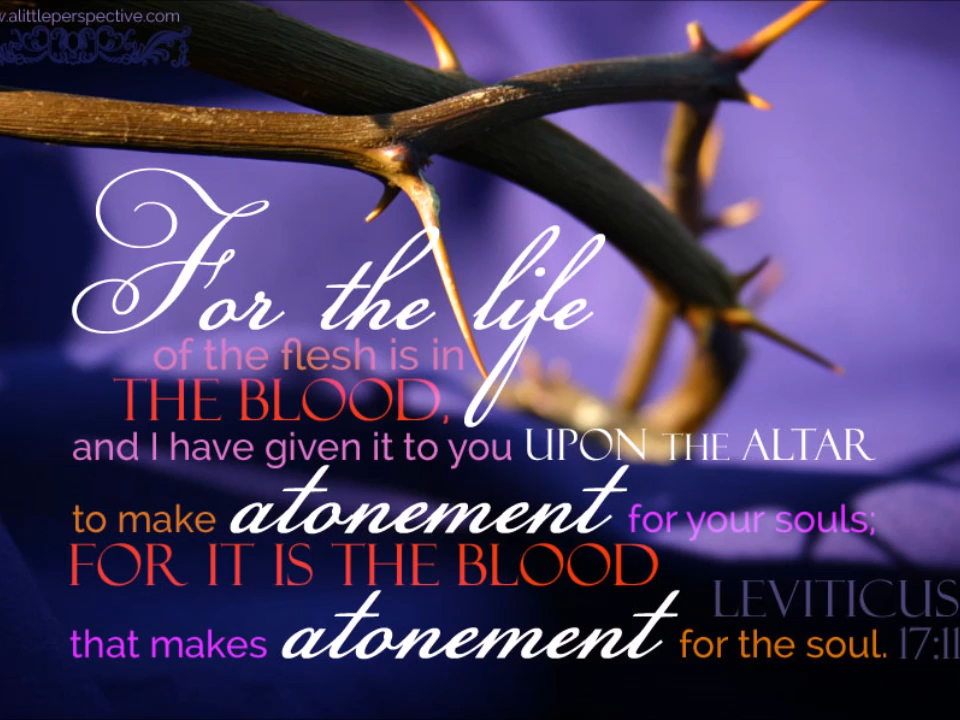 w.alittleperspective.com
For the life
of the flesh is in
THE BLOOD,
and I have given it to you UPON THE ALTAR
to make atonement for your souls;
FOR IT IS THE BLOOD
that makes atonement for the soul.
LEVITICUS
17:11